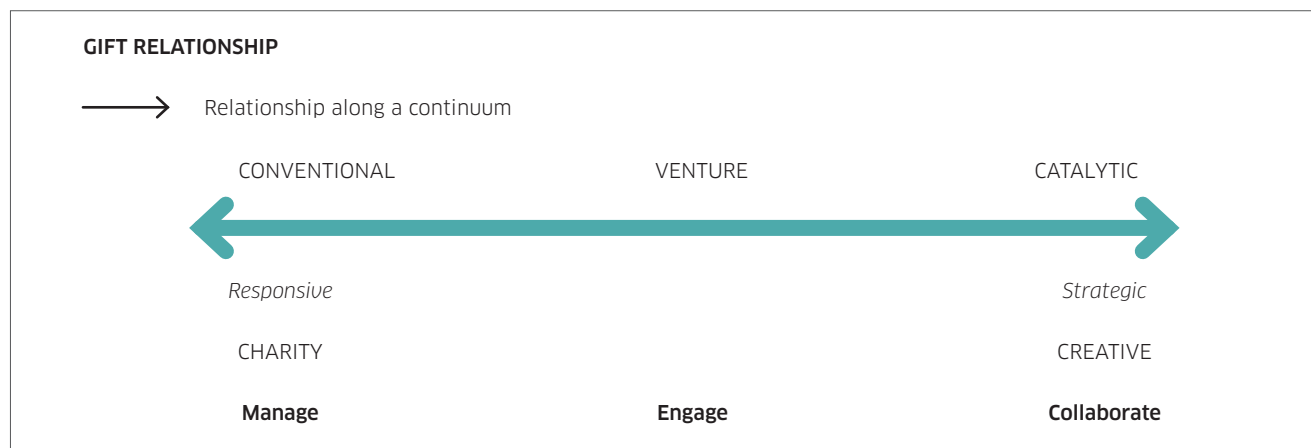 GIFT RELATIONSHIP
Relationship along a continuum
CONVENTIONAL VENTURE CATALYTIC
Responsive Strategic
CHARITY CREATIVE
Manage Engage Collaborate